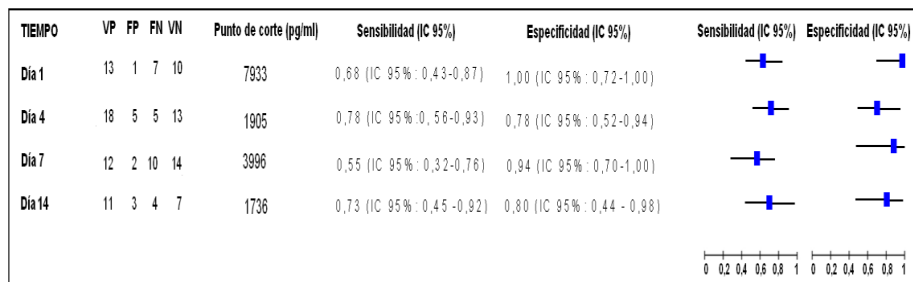 TIEMPO VP FP FN VN Punto de corte (pg/ml) Sensibilidad (IC 95%) Especificidad (IC 95%) Sensibilidad (IC 95%) Especificidad (IC 95%)
Día 1 13 1 7 10 7933 0,68 (IC 95%: 0,43-0,87) 1,00 (IC 95%: 0,72-1,00)
Día 4 18 5 5 13 1905 0,78 (IC 95%:0, 56-0,93) 0,78 (IC 95%: 0,52-0,94)
Día 7 12 2 10 14 3996 0,55 (IC 95%: 0,32-0,76) 0,94 (IC 95%: 0,70-1,00)
Día 14 11 3 4 7 1736 0,73 (IC 95%: 0,45 -0,92) 0,80 (IC 95%: 0,44 - 0,98)
0 0,2 0,4 0,6 0,8 1 0 0,2 0,4 0,6 0,8 1